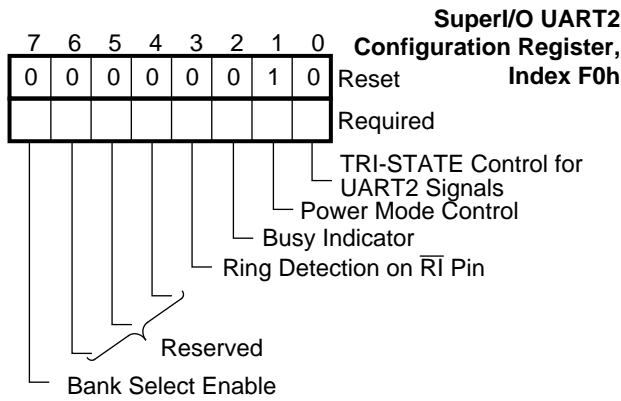 SuperI/O UART2
Configuration Register,
Index F0h
7 6 5 4 3 2 1 0
0 0 0 0 0 0 1 0 Reset
Required
TRI-STATE Control for
UART2 Signals
Power Mode Control
Busy Indicator
Ring Detection on R̅I̅ Pin
Reserved
Bank Select Enable